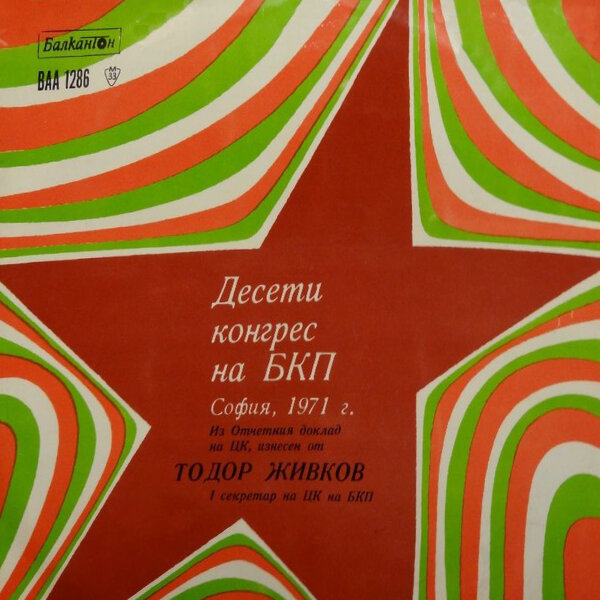 Балкантон
ВАА 1286
М
33
Десети
конгрес
на БКП
София, 1971 г.
Из Отчетния доклад
на ЦК, изнесен от
ТОДОР ЖИВКОВ
I секретар на ЦК на БКП